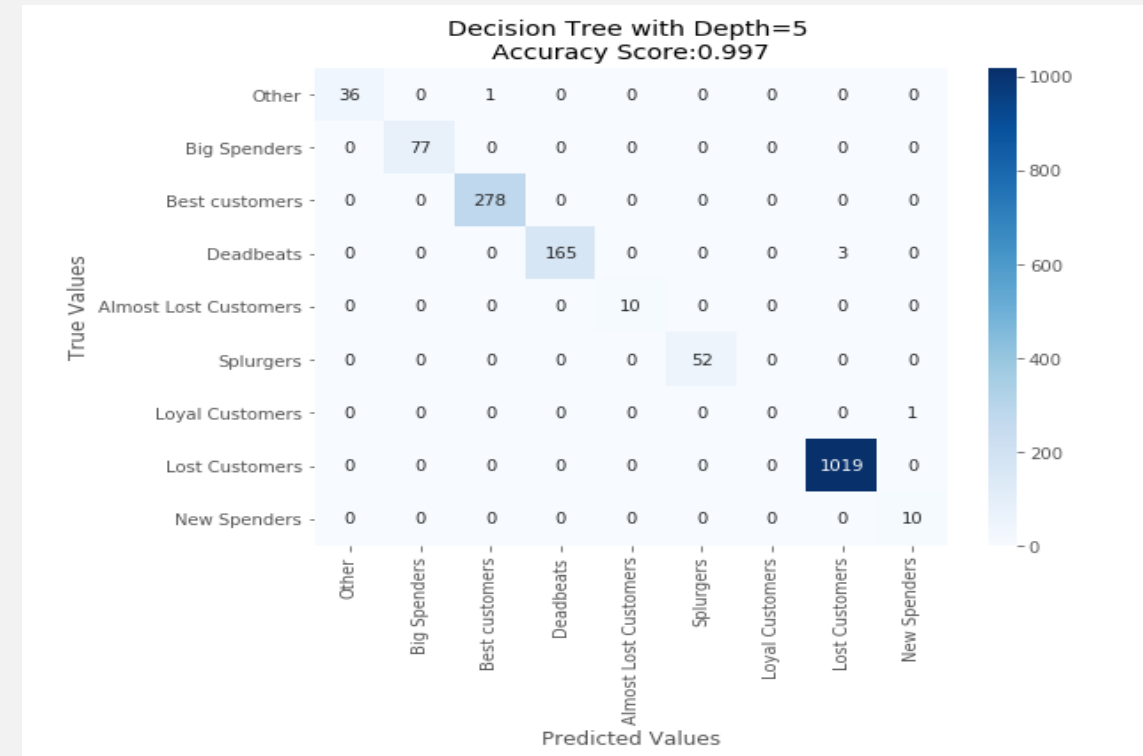 Decision Tree with Depth=5
Accuracy Score:0.997
Other 36 0 1 0 0 0 0 0 0
Big Spenders 0 77 0 0 0 0 0 0 0
Best customers 0 0 278 0 0 0 0 0 0
Deadbeats 0 0 0 165 0 0 0 3 0
Almost Lost Customers 0 0 0 0 10 0 0 0 0
Splurgers 0 0 0 0 0 52 0 0 0
Loyal Customers 0 0 0 0 0 0 0 0 1
Lost Customers 0 0 0 0 0 0 0 1019 0
New Spenders 0 0 0 0 0 0 0 0 10
True Values
Other
Big Spenders
Best customers
Deadbeats
Almost Lost Customers
Splurgers
Loyal Customers
Lost Customers
New Spenders
Predicted Values
1000
800
600
400
200
0